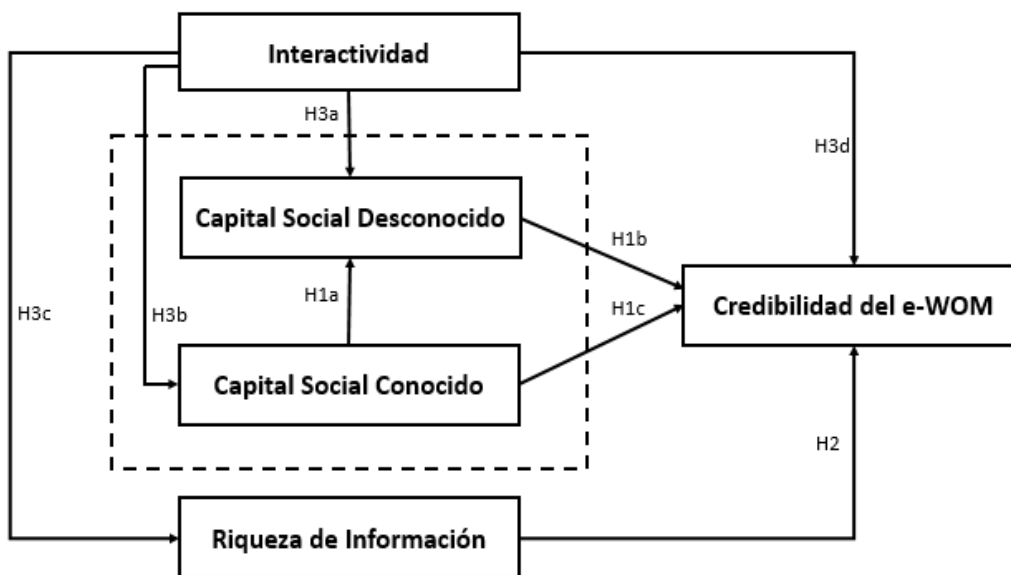 Interactividad
H3a
H3d
Capital Social Desconocido
H1b
H1a
H3c
H3b
H1c
Credibilidad del e-WOM
Capital Social Conocido
H2
Riqueza de Información